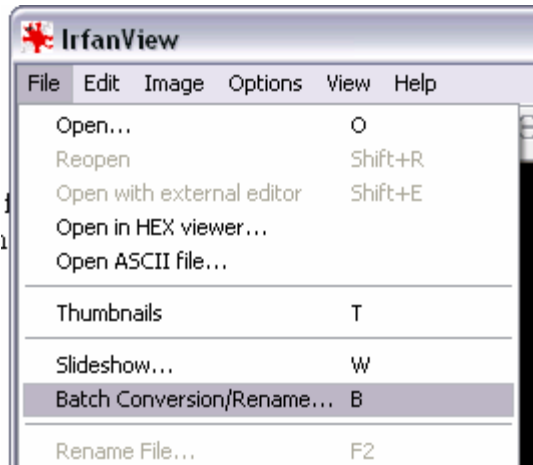 IrfanView
File Edit Image Options View Help
Open... O
Reopen Shift+R
Open with external editor Shift+E
Open in HEX viewer...
Open ASCII file...
Thumbnails T
Slideshow... W
Batch Conversion/Rename... B
Rename File... F2